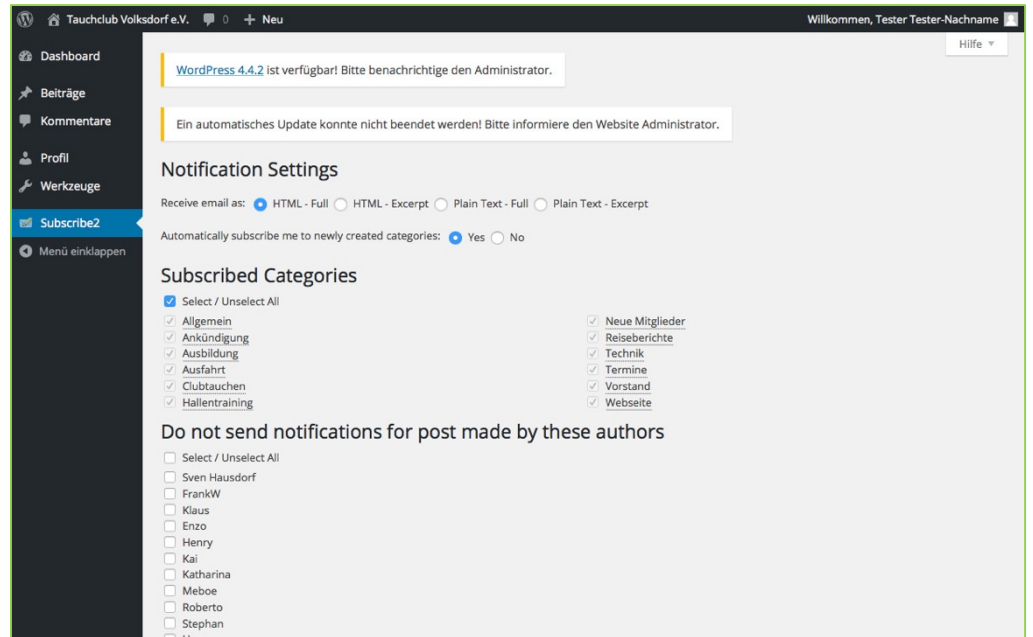 Tauchclub Volksdorf e.V. 0 + Neu Willkommen, Tester Tester-Nachname
Hilfe
Dashboard
Beiträge
Kommentare
Profil
Werkzeuge
Subscribe2
Menü einklappen
WordPress 4.4.2 ist verfügbar! Bitte benachrichtige den Administrator.
Ein automatisches Update konnte nicht beendet werden! Bitte informiere den Website Administrator.
Notification Settings
Receive email as: HTML - Full HTML - Excerpt Plain Text - Full Plain Text - Excerpt
Automatically subscribe me to newly created categories: Yes No
Subscribed Categories
Select / Unselect All
Allgemein Neue Mitglieder
Ankündigung Reiseberichte
Ausbildung Technik
Ausfahrt Termine
Clubtauchen Vorstand
Hallentraining Webseite
Do not send notifications for post made by these authors
Select / Unselect All
Sven Hausdorf
FrankW
Klaus
Enzo
Henry
Kai
Katharina
Meboe
Roberto
Stephan